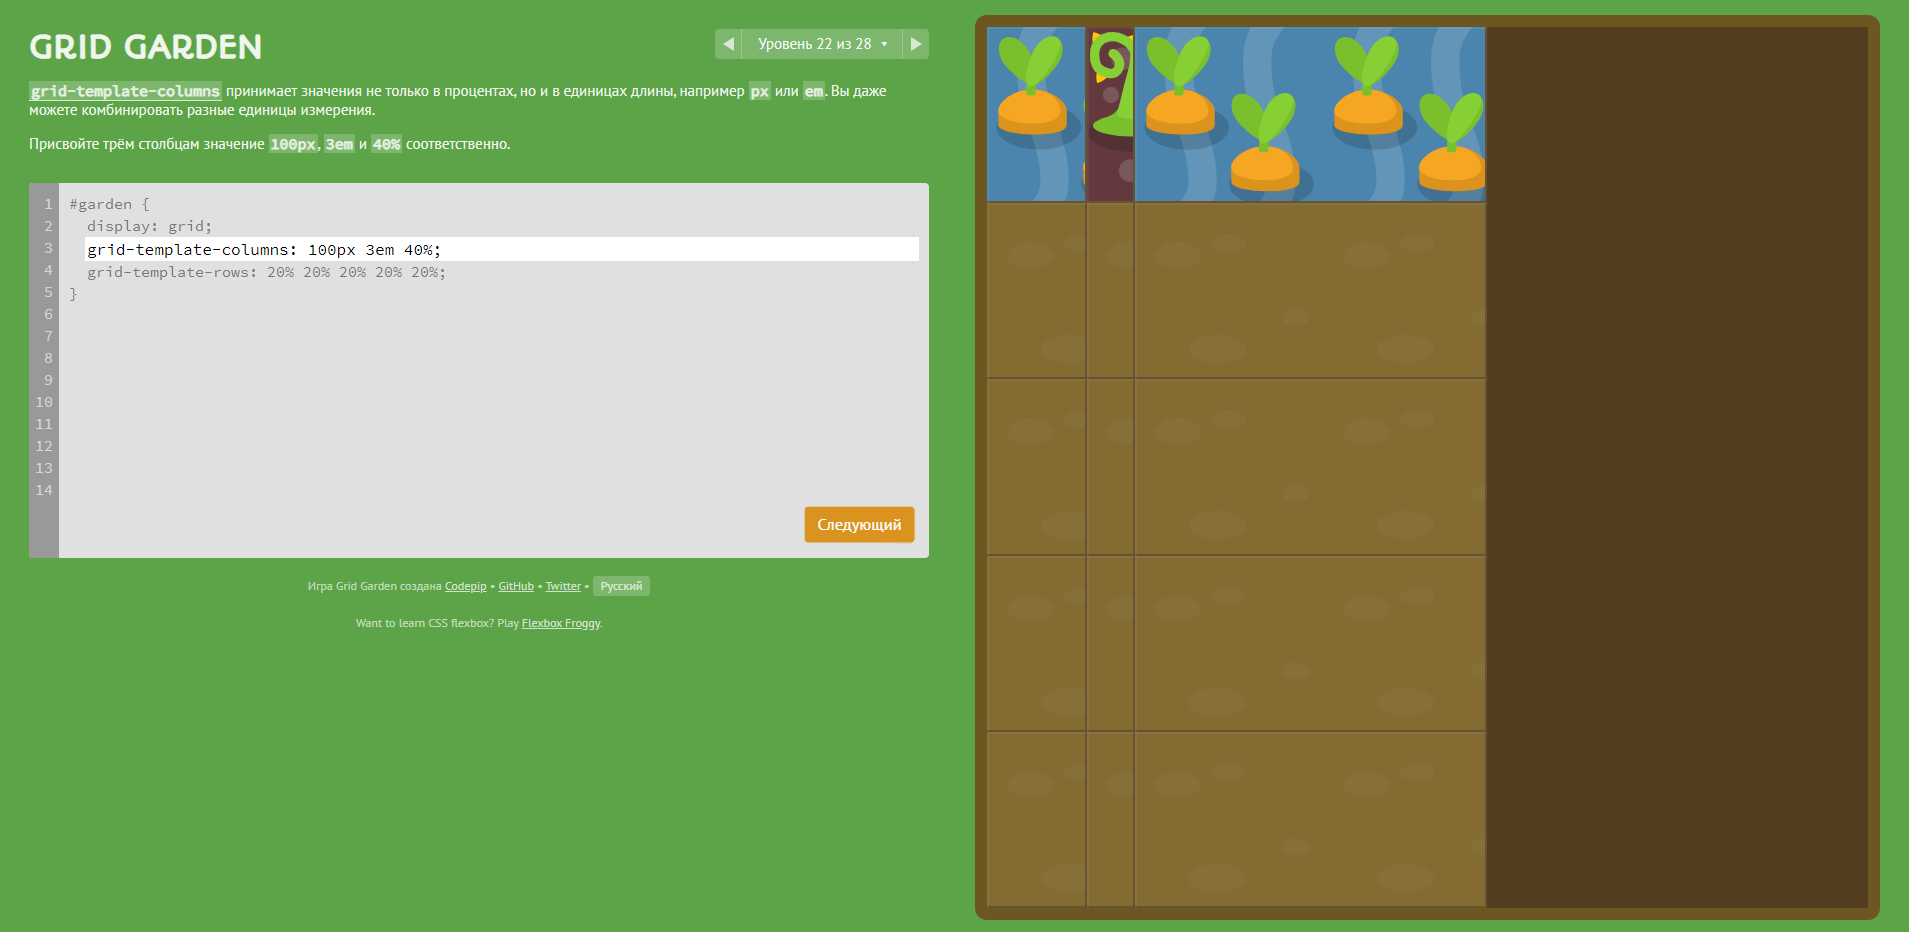 GRID GARDEN
Уровень 22 из 28
grid-template-columns принимает значения не только в процентах, но и в единицах длины, например px или em. Вы даже
можете комбинировать разные единицы измерения.
Присвойте трём столбцам значение 100px, 3em и 40% соответственно.
1 #garden {
2 display: grid;
3 grid-template-columns: 100px 3em 40%;
4 grid-template-rows: 20% 20% 20% 20% 20%;
5 }
6
7
8
9
10
11
12
13
14
Следующий
Игра Grid Garden создана Codepip • GitHub • Twitter • Русский
Want to learn CSS flexbox? Play Flexbox Froggy.